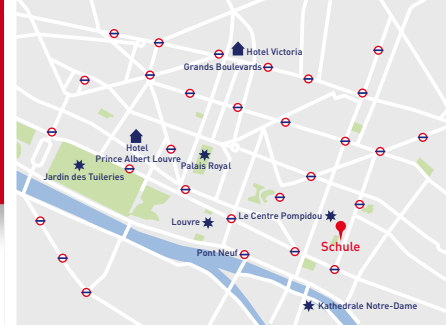 Hotel Victoria
Grands Boulevards
Hotel
Prince Albert Louvre
Palais Royal
Jardin des Tuileries
Le Centre Pompidou
Louvre
Schule
Pont Neuf
Kathedrale Notre-Dame